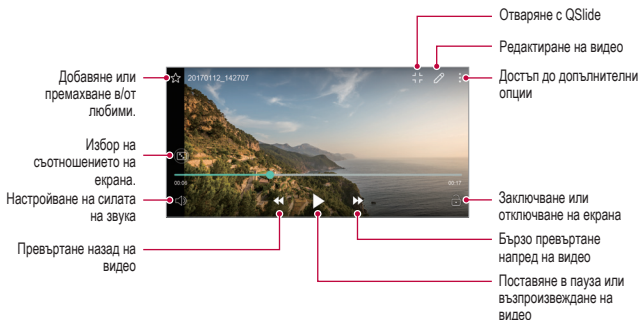 Отваряне с QSlide
Редактиране на видео
Достъп до допълнителни
опции
Добавяне или
премахване в/от
любими.
20170112_142707
Избор на
съотношението на
екрана.
00:06
00:17
Настройване на силата
на звука
Заключване или
отключване на екрана
Превъртане назад на
видео
Бързо превъртане
напред на видео
Поставяне в пауза или
възпроизвеждане на
видео